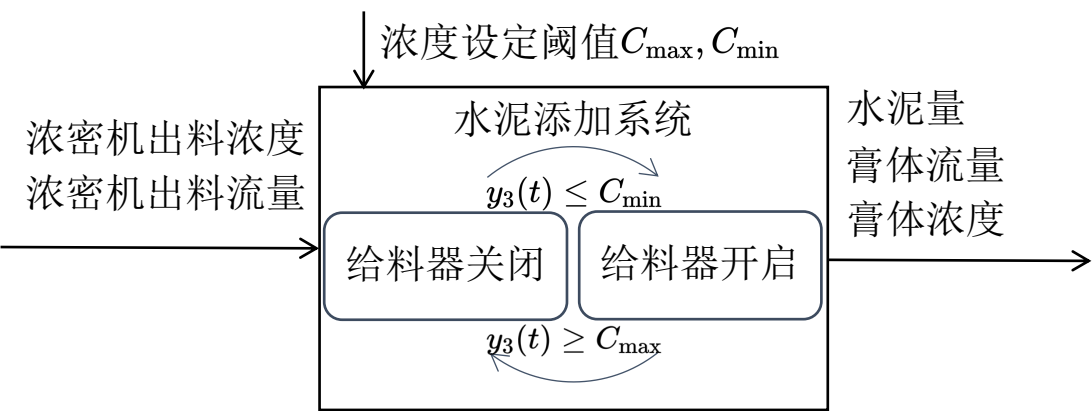 浓度设定阈值C_max, C_min
水泥添加系统
浓密机出料浓度
浓密机出料流量
y_3(t) ≤ C_min
给料器关闭
给料器开启
y_3(t) ≥ C_max
水泥量
膏体流量
膏体浓度